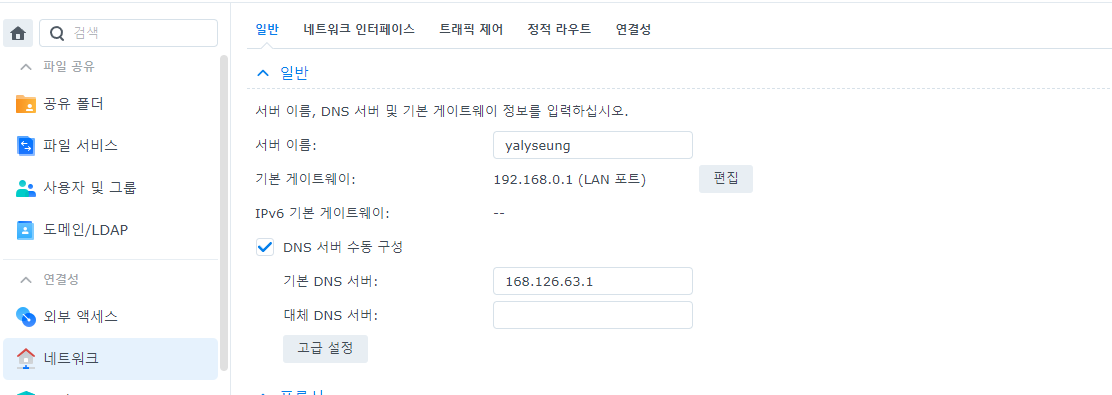 검색
파일 공유
공유 폴더
파일 서비스
사용자 및 그룹
도메인/LDAP
연결성
외부 액세스
네트워크
일반 네트워크 인터페이스 트래픽 제어 정적 라우트 연결성
일반
서버 이름, DNS 서버 및 기본 게이트웨이 정보를 입력하십시오.
서버 이름: yalyseung
기본 게이트웨이: 192.168.0.1 (LAN 포트) 편집
IPv6 기본 게이트웨이: --
DNS 서버 수동 구성
기본 DNS 서버: 168.126.63.1
대체 DNS 서버:
고급 설정